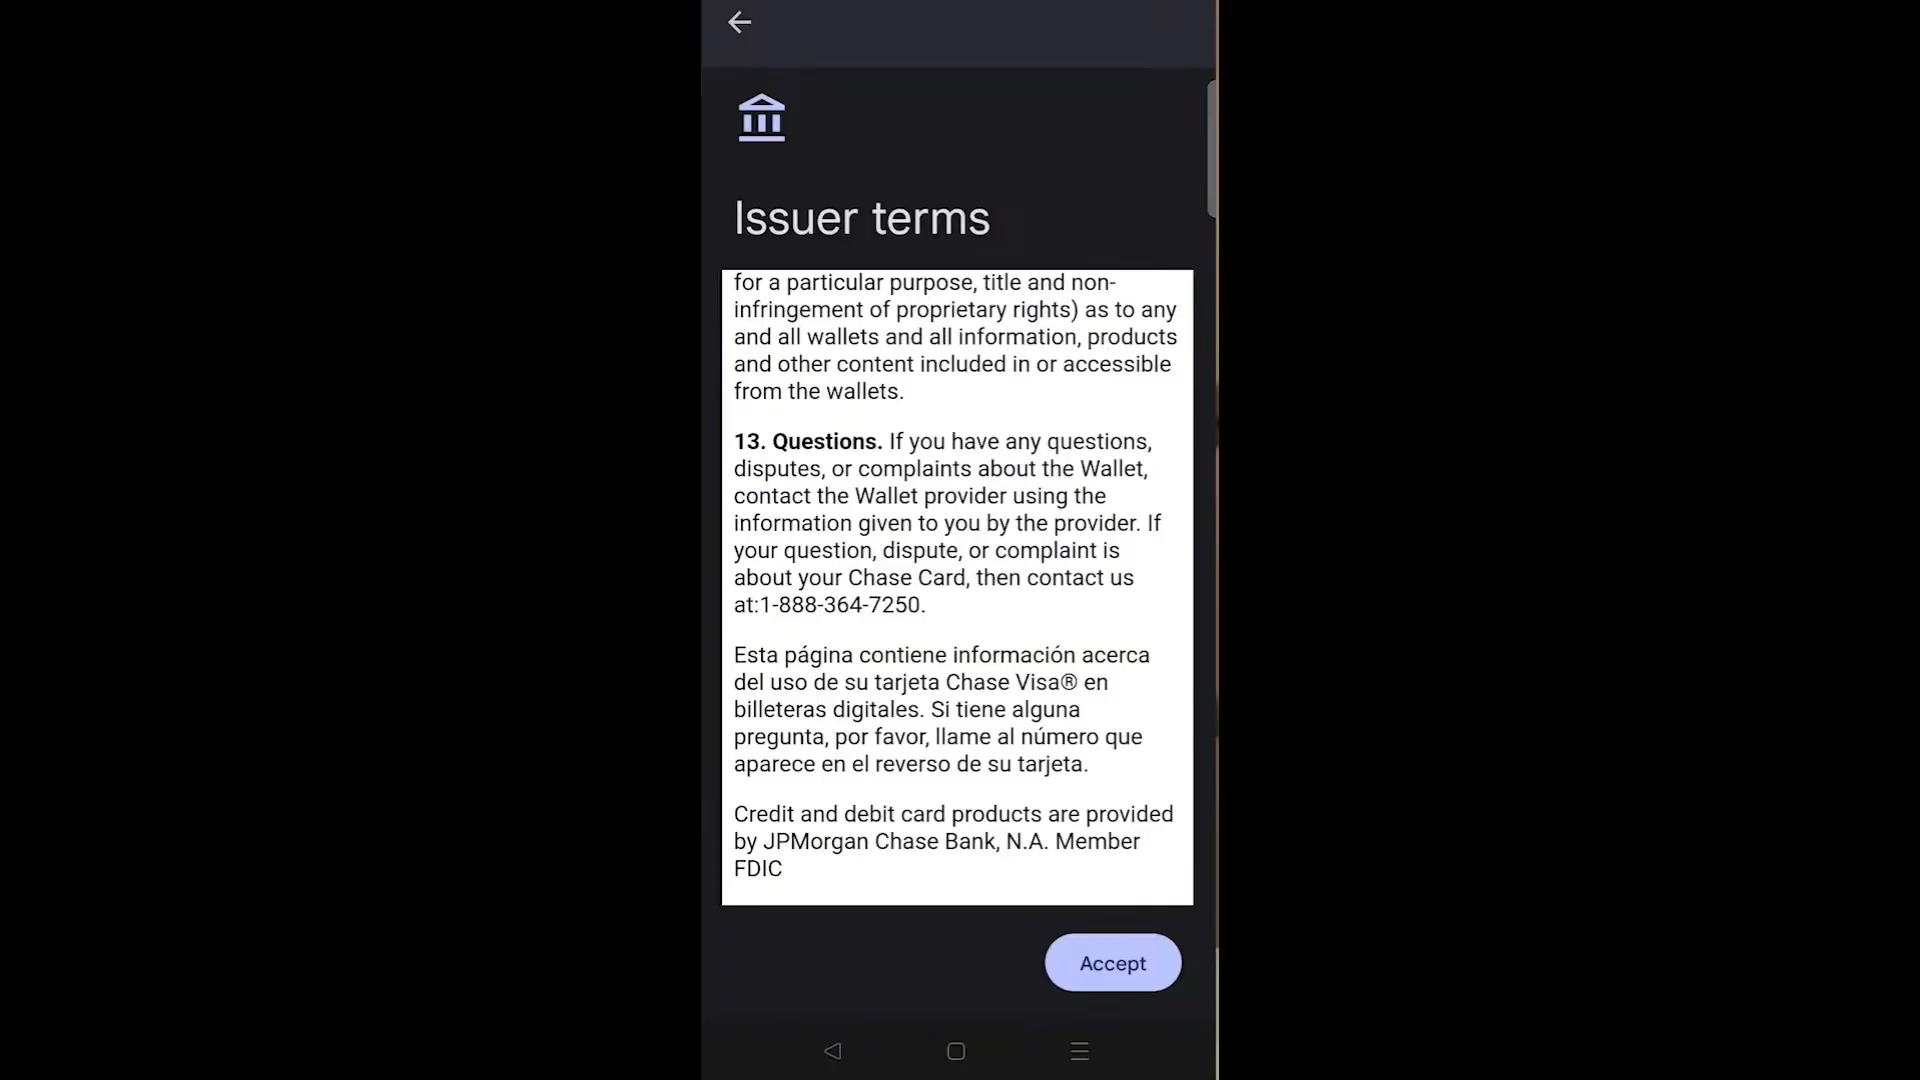 Issuer terms
for a particular purpose, title and non-
infringement of proprietary rights) as to any
and all wallets and all information, products
and other content included in or accessible
from the wallets.
13. Questions. If you have any questions,
disputes, or complaints about the Wallet,
contact the Wallet provider using the
information given to you by the provider. If
your question, dispute, or complaint is
about your Chase Card, then contact us
at:1-888-364-7250.
Esta página contiene información acerca
del uso de su tarjeta Chase Visa® en
billeteras digitales. Si tiene alguna
pregunta, por favor, llame al número que
aparece en el reverso de su tarjeta.
Credit and debit card products are provided
by JPMorgan Chase Bank, N.A. Member
FDIC
Accept